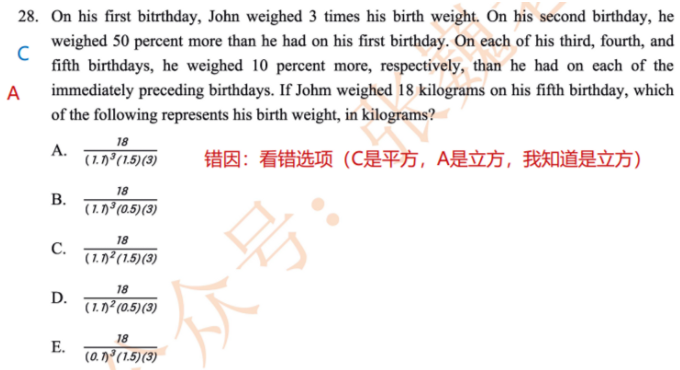 28. On his first bitrthday, John weighed 3 times his birth weight. On his second birthday, he
C weighed 50 percent more than he had on his first birthday. On each of his third, fourth, and
fifth birthdays, he weighed 10 percent more, respectively, than he had on each of the
A immediately preceding birthdays. If Johm weighed 18 kilograms on his fifth birthday, which
of the following represents his birth weight, in kilograms?
A. 18/(1.1)³(1.5)(3)
错因：看错选项（C是平方，A是立方，我知道是立方）
B. 18/(1.1)³(0.5)(3)
C. 18/(1.1)²(1.5)(3)
D. 18/(1.1)²(0.5)(3)
E. 18/(0.1)³(1.5)(3)
众号：张巍